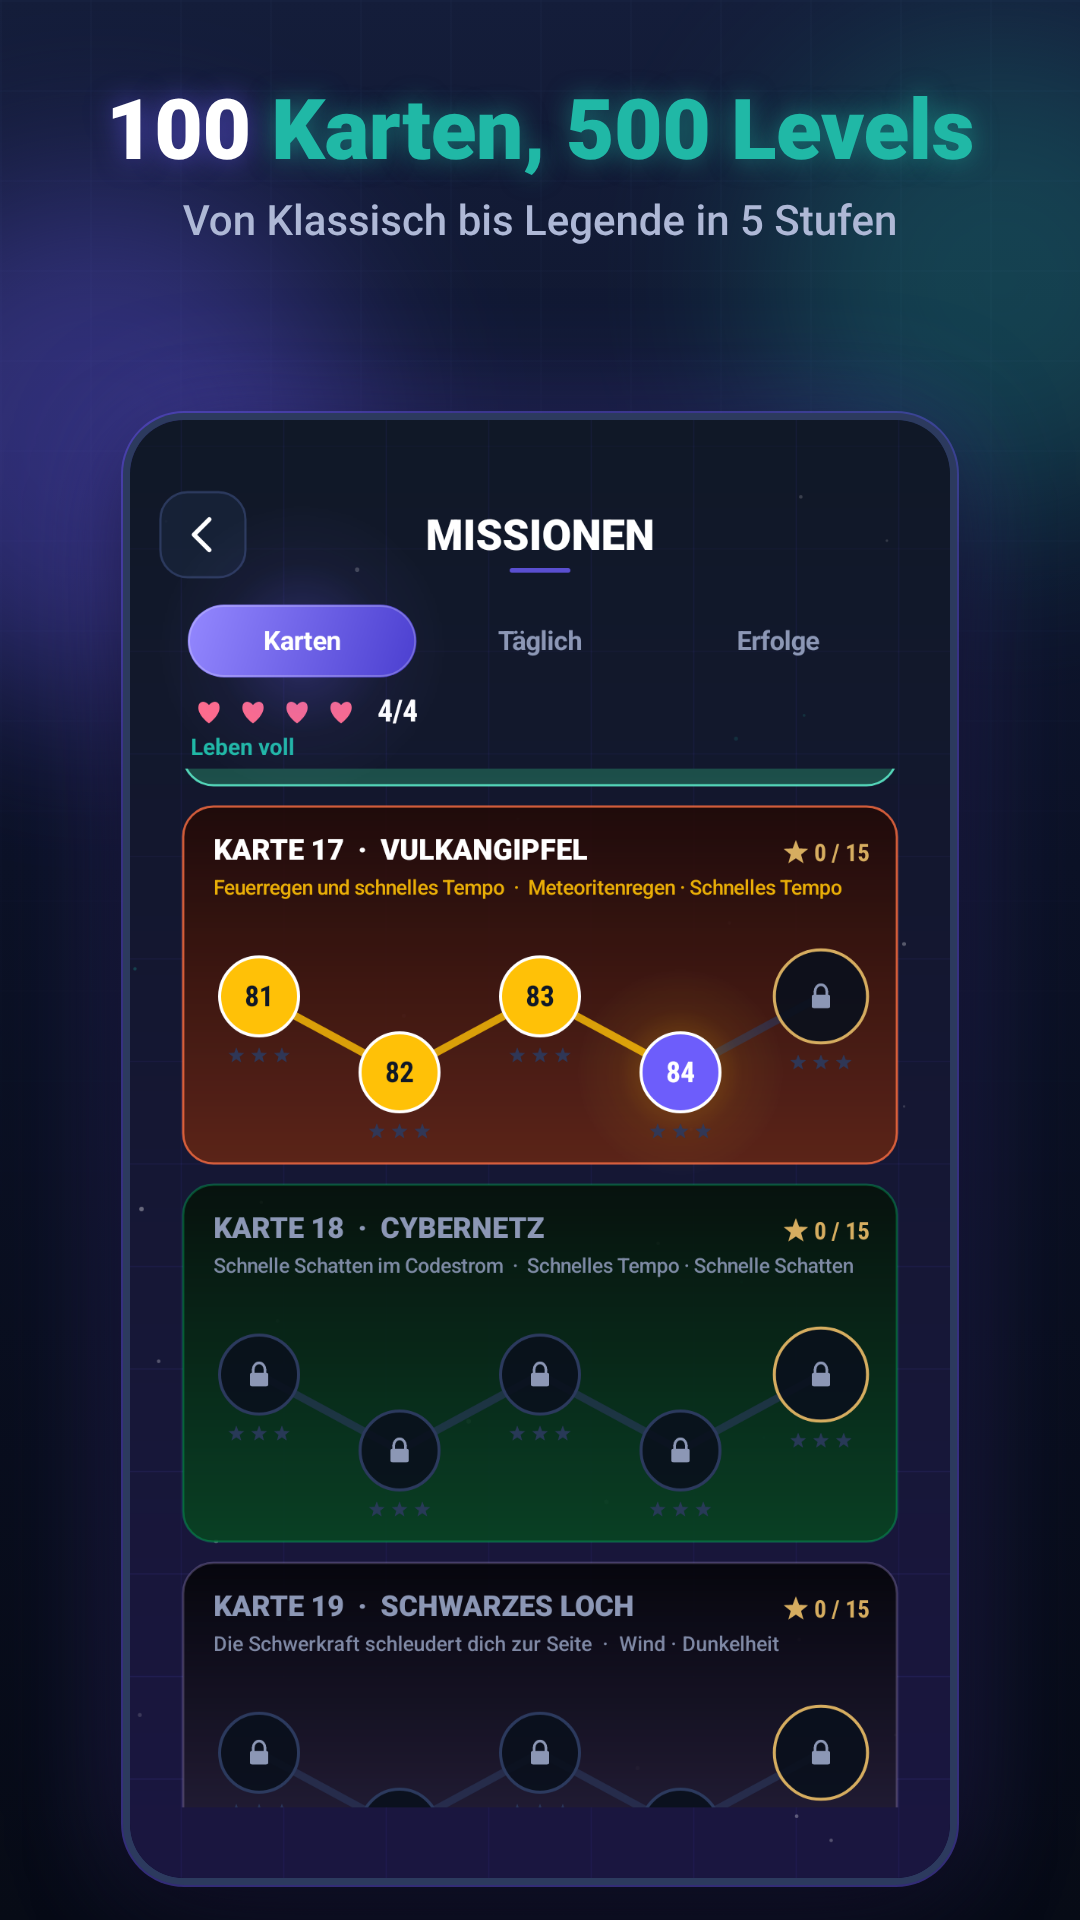 100 Karten, 500 Levels
Von Klassisch bis Legende in 5 Stufen
MISSIONEN
Karten
Täglich
Erfolge
4/4
Leben voll
KARTE 17 · VULKANGIPFEL
0 / 15
Feuerregen und schnelles Tempo · Meteoritenregen · Schnelles Tempo
81
83
82
84
KARTE 18 · CYBERNETZ
0 / 15
Schnelle Schatten im Codestrom · Schnelles Tempo · Schnelle Schatten
KARTE 19 · SCHWARZES LOCH
0 / 15
Die Schwerkraft schleudert dich zur Seite · Wind · Dunkelheit